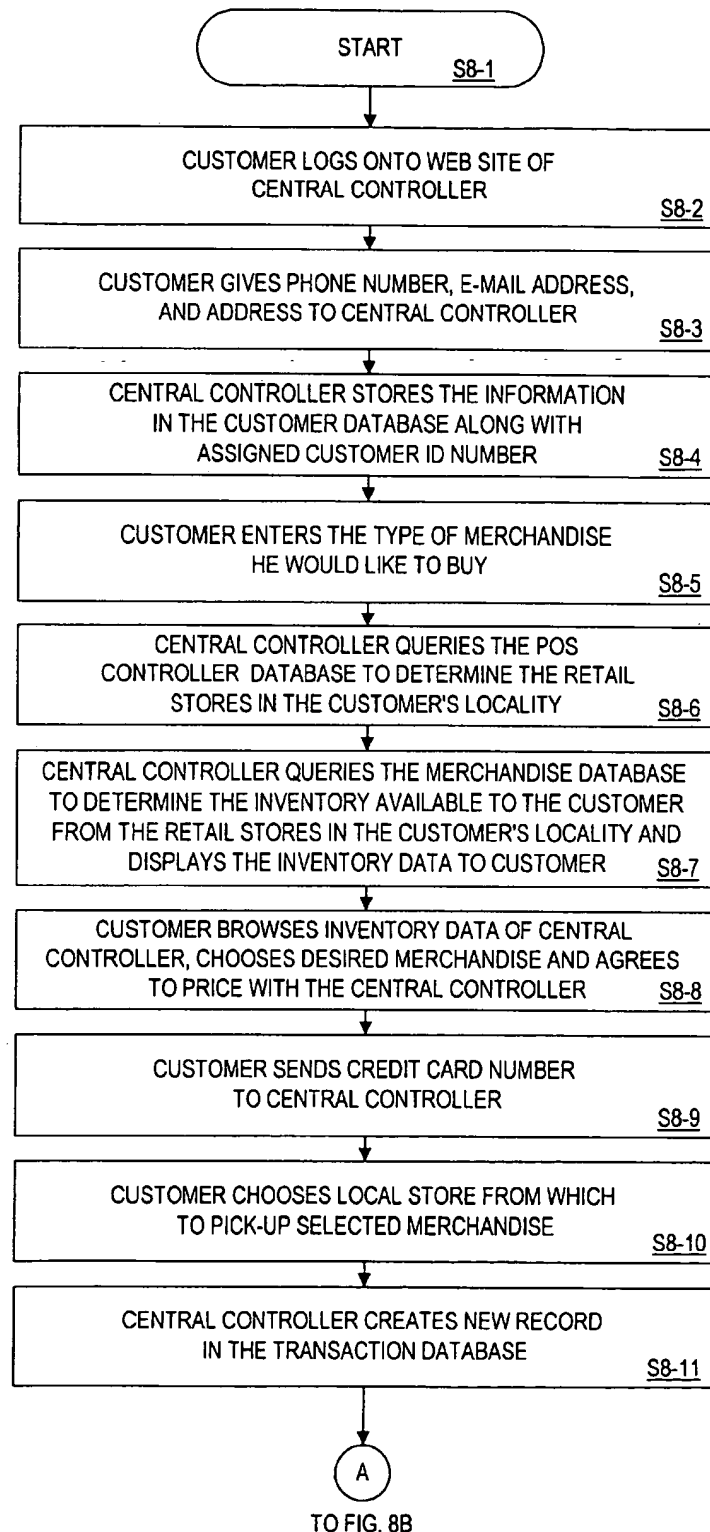 START
S8-1
CUSTOMER LOGS ONTO WEB SITE OF
CENTRAL CONTROLLER
S8-2
CUSTOMER GIVES PHONE NUMBER, E-MAIL ADDRESS,
AND ADDRESS TO CENTRAL CONTROLLER
S8-3
CENTRAL CONTROLLER STORES THE INFORMATION
IN THE CUSTOMER DATABASE ALONG WITH
ASSIGNED CUSTOMER ID NUMBER
S8-4
CUSTOMER ENTERS THE TYPE OF MERCHANDISE
HE WOULD LIKE TO BUY
S8-5
CENTRAL CONTROLLER QUERIES THE POS
CONTROLLER DATABASE TO DETERMINE THE RETAIL
STORES IN THE CUSTOMER'S LOCALITY
S8-6
CENTRAL CONTROLLER QUERIES THE MERCHANDISE DATABASE
TO DETERMINE THE INVENTORY AVAILABLE TO THE CUSTOMER
FROM THE RETAIL STORES IN THE CUSTOMER'S LOCALITY AND
DISPLAYS THE INVENTORY DATA TO CUSTOMER
S8-7
CUSTOMER BROWSES INVENTORY DATA OF CENTRAL
CONTROLLER, CHOOSES DESIRED MERCHANDISE AND AGREES
TO PRICE WITH THE CENTRAL CONTROLLER
S8-8
CUSTOMER SENDS CREDIT CARD NUMBER
TO CENTRAL CONTROLLER
S8-9
CUSTOMER CHOOSES LOCAL STORE FROM WHICH
TO PICK-UP SELECTED MERCHANDISE
S8-10
CENTRAL CONTROLLER CREATES NEW RECORD
IN THE TRANSACTION DATABASE
S8-11
A
TO FIG. 8B